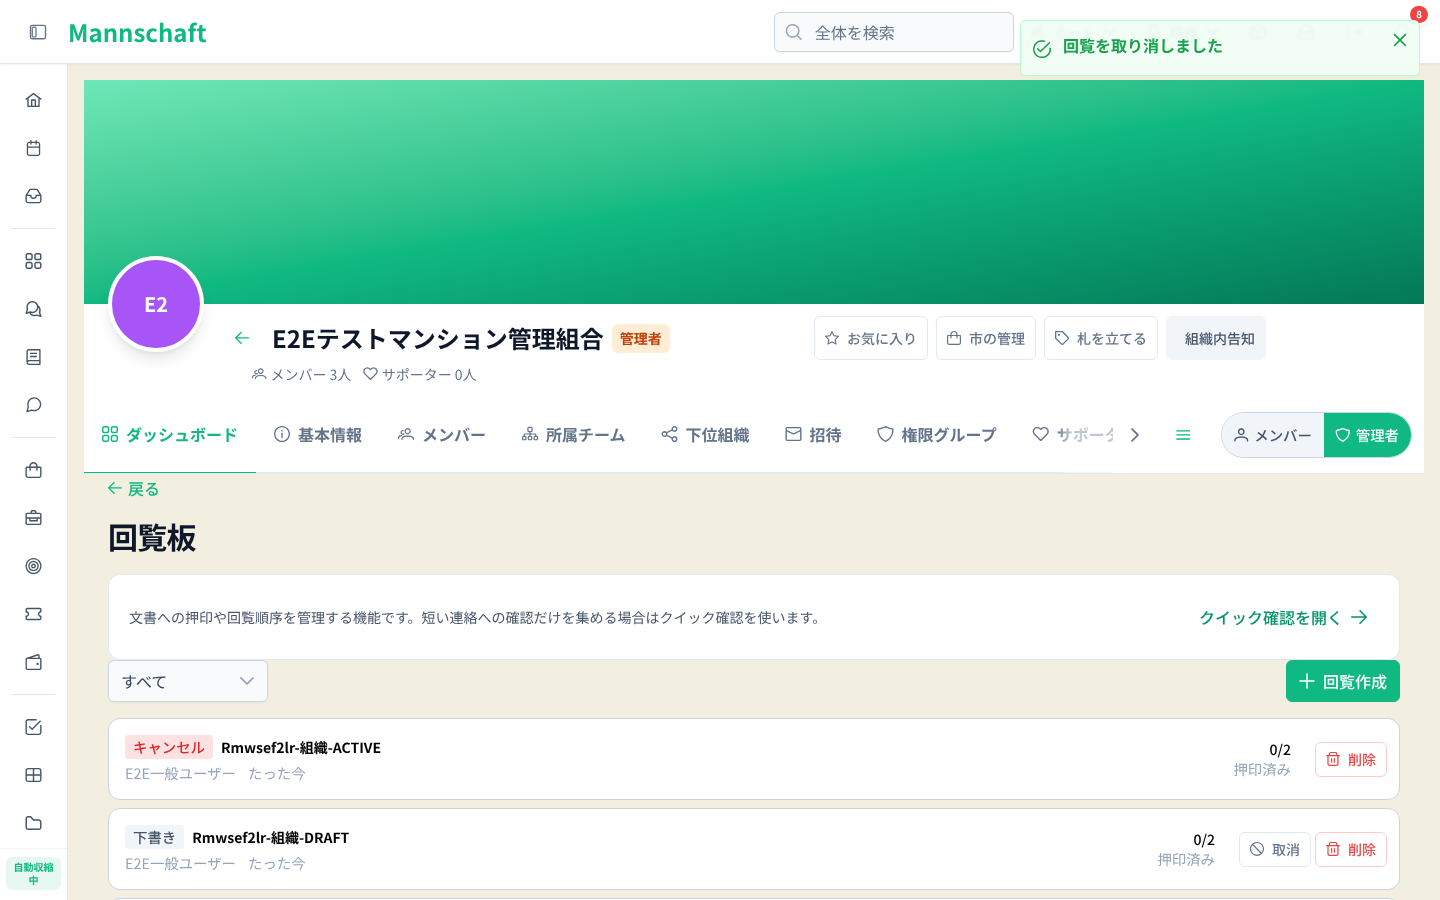 Mannschaft
全体を検索
8
回覧を取り消しました
E2
E2Eテストマンション管理組合
管理者
お気に入り
市の管理
札を立てる
組織内告知
メンバー 3人
サポーター 0人
ダッシュボード
基本情報
メンバー
所属チーム
下位組織
招待
権限グループ
サポータ
メンバー
管理者
戻る
回覧板
文書への押印や回覧順序を管理する機能です。短い連絡への確認だけを集める場合はクイック確認を使います。
クイック確認を開く
すべて
回覧作成
キャンセル
Rmwsef2lr-組織-ACTIVE
E2E一般ユーザー たった今
0/2
押印済み
削除
下書き
Rmwsef2lr-組織-DRAFT
E2E一般ユーザー たった今
0/2
押印済み
取消
削除
自動収縮
中